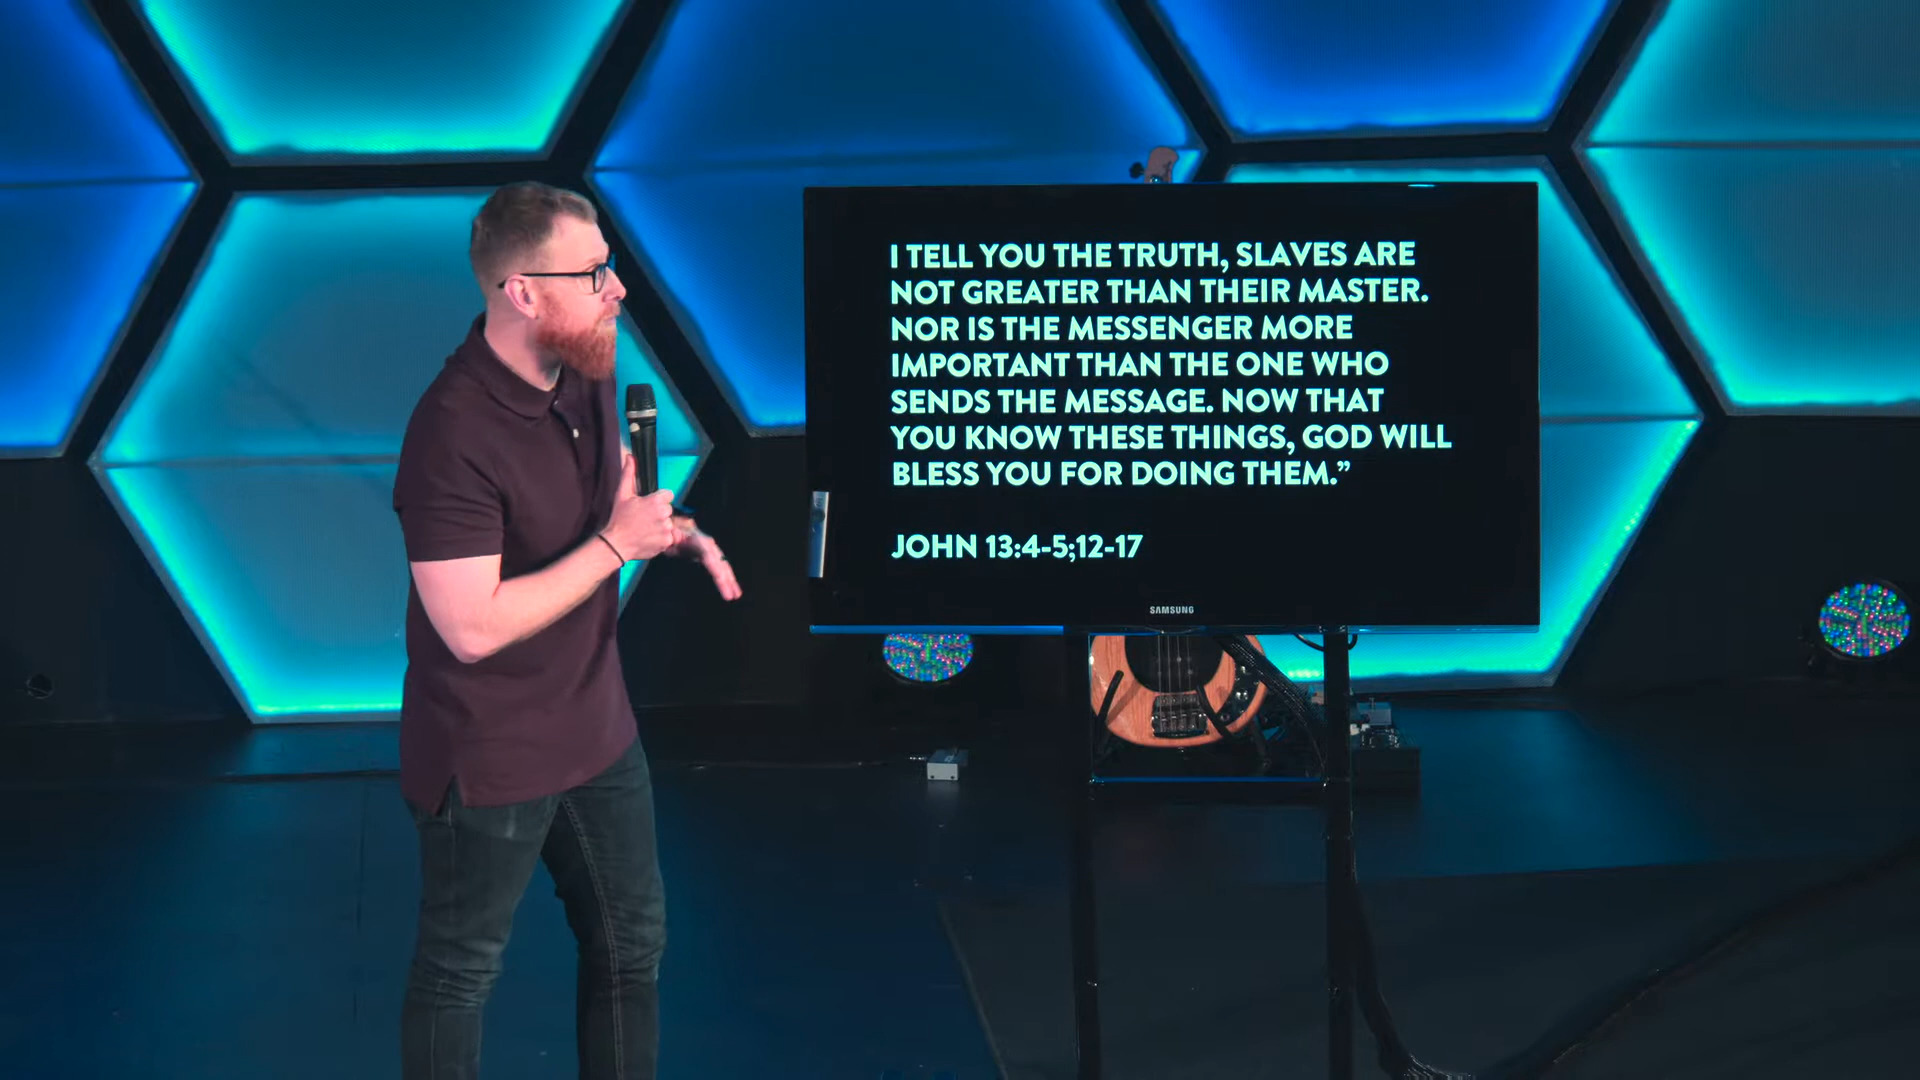 I TELL YOU THE TRUTH, SLAVES ARE
NOT GREATER THAN THEIR MASTER.
NOR IS THE MESSENGER MORE
IMPORTANT THAN THE ONE WHO
SENDS THE MESSAGE. NOW THAT
YOU KNOW THESE THINGS, GOD WILL
BLESS YOU FOR DOING THEM.”
JOHN 13:4-5;12-17
SAMSUNG